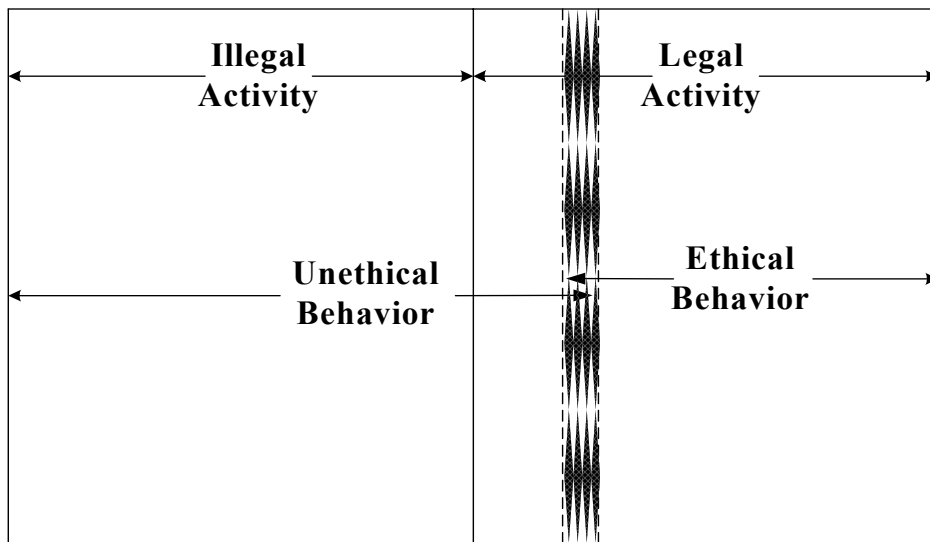 Illegal
Activity
Legal
Activity
Unethical
Behavior
Ethical
Behavior